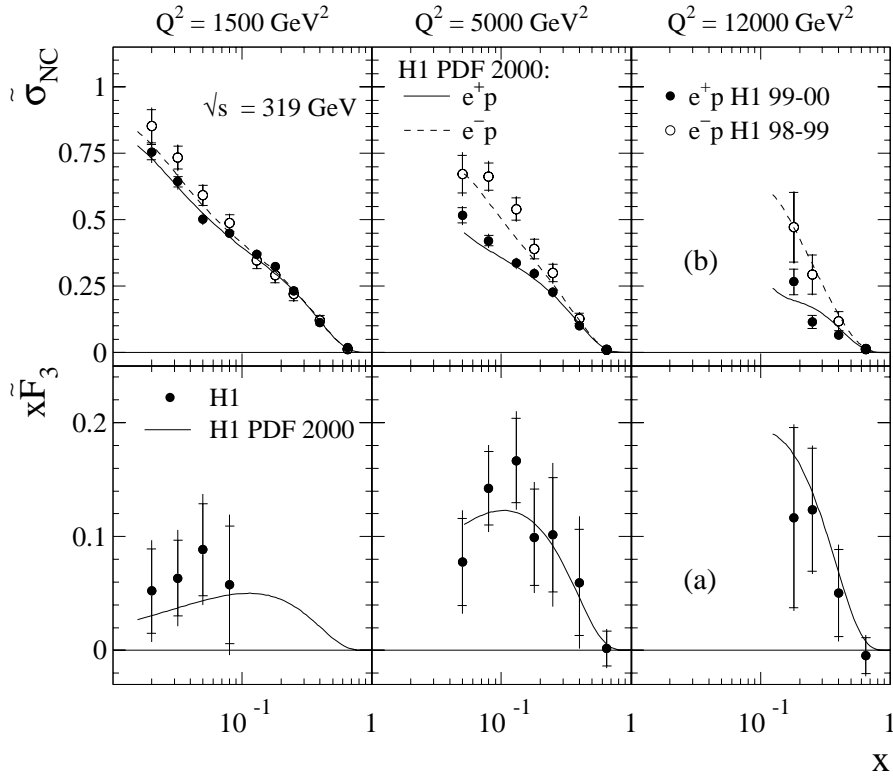 Q² = 1500 GeV² Q² = 5000 GeV² Q² = 12000 GeV²
σ̃_NC
1
0.75
0.5
0.25
0
√s = 319 GeV
H1 PDF 2000:
e⁺p
e⁻p
e⁺p H1 99-00
e⁻p H1 98-99
(b)
xF̃₃
0.2
0.1
0
H1
H1 PDF 2000
(a)
10⁻¹ 1 10⁻¹ 1 10⁻¹ 1
x